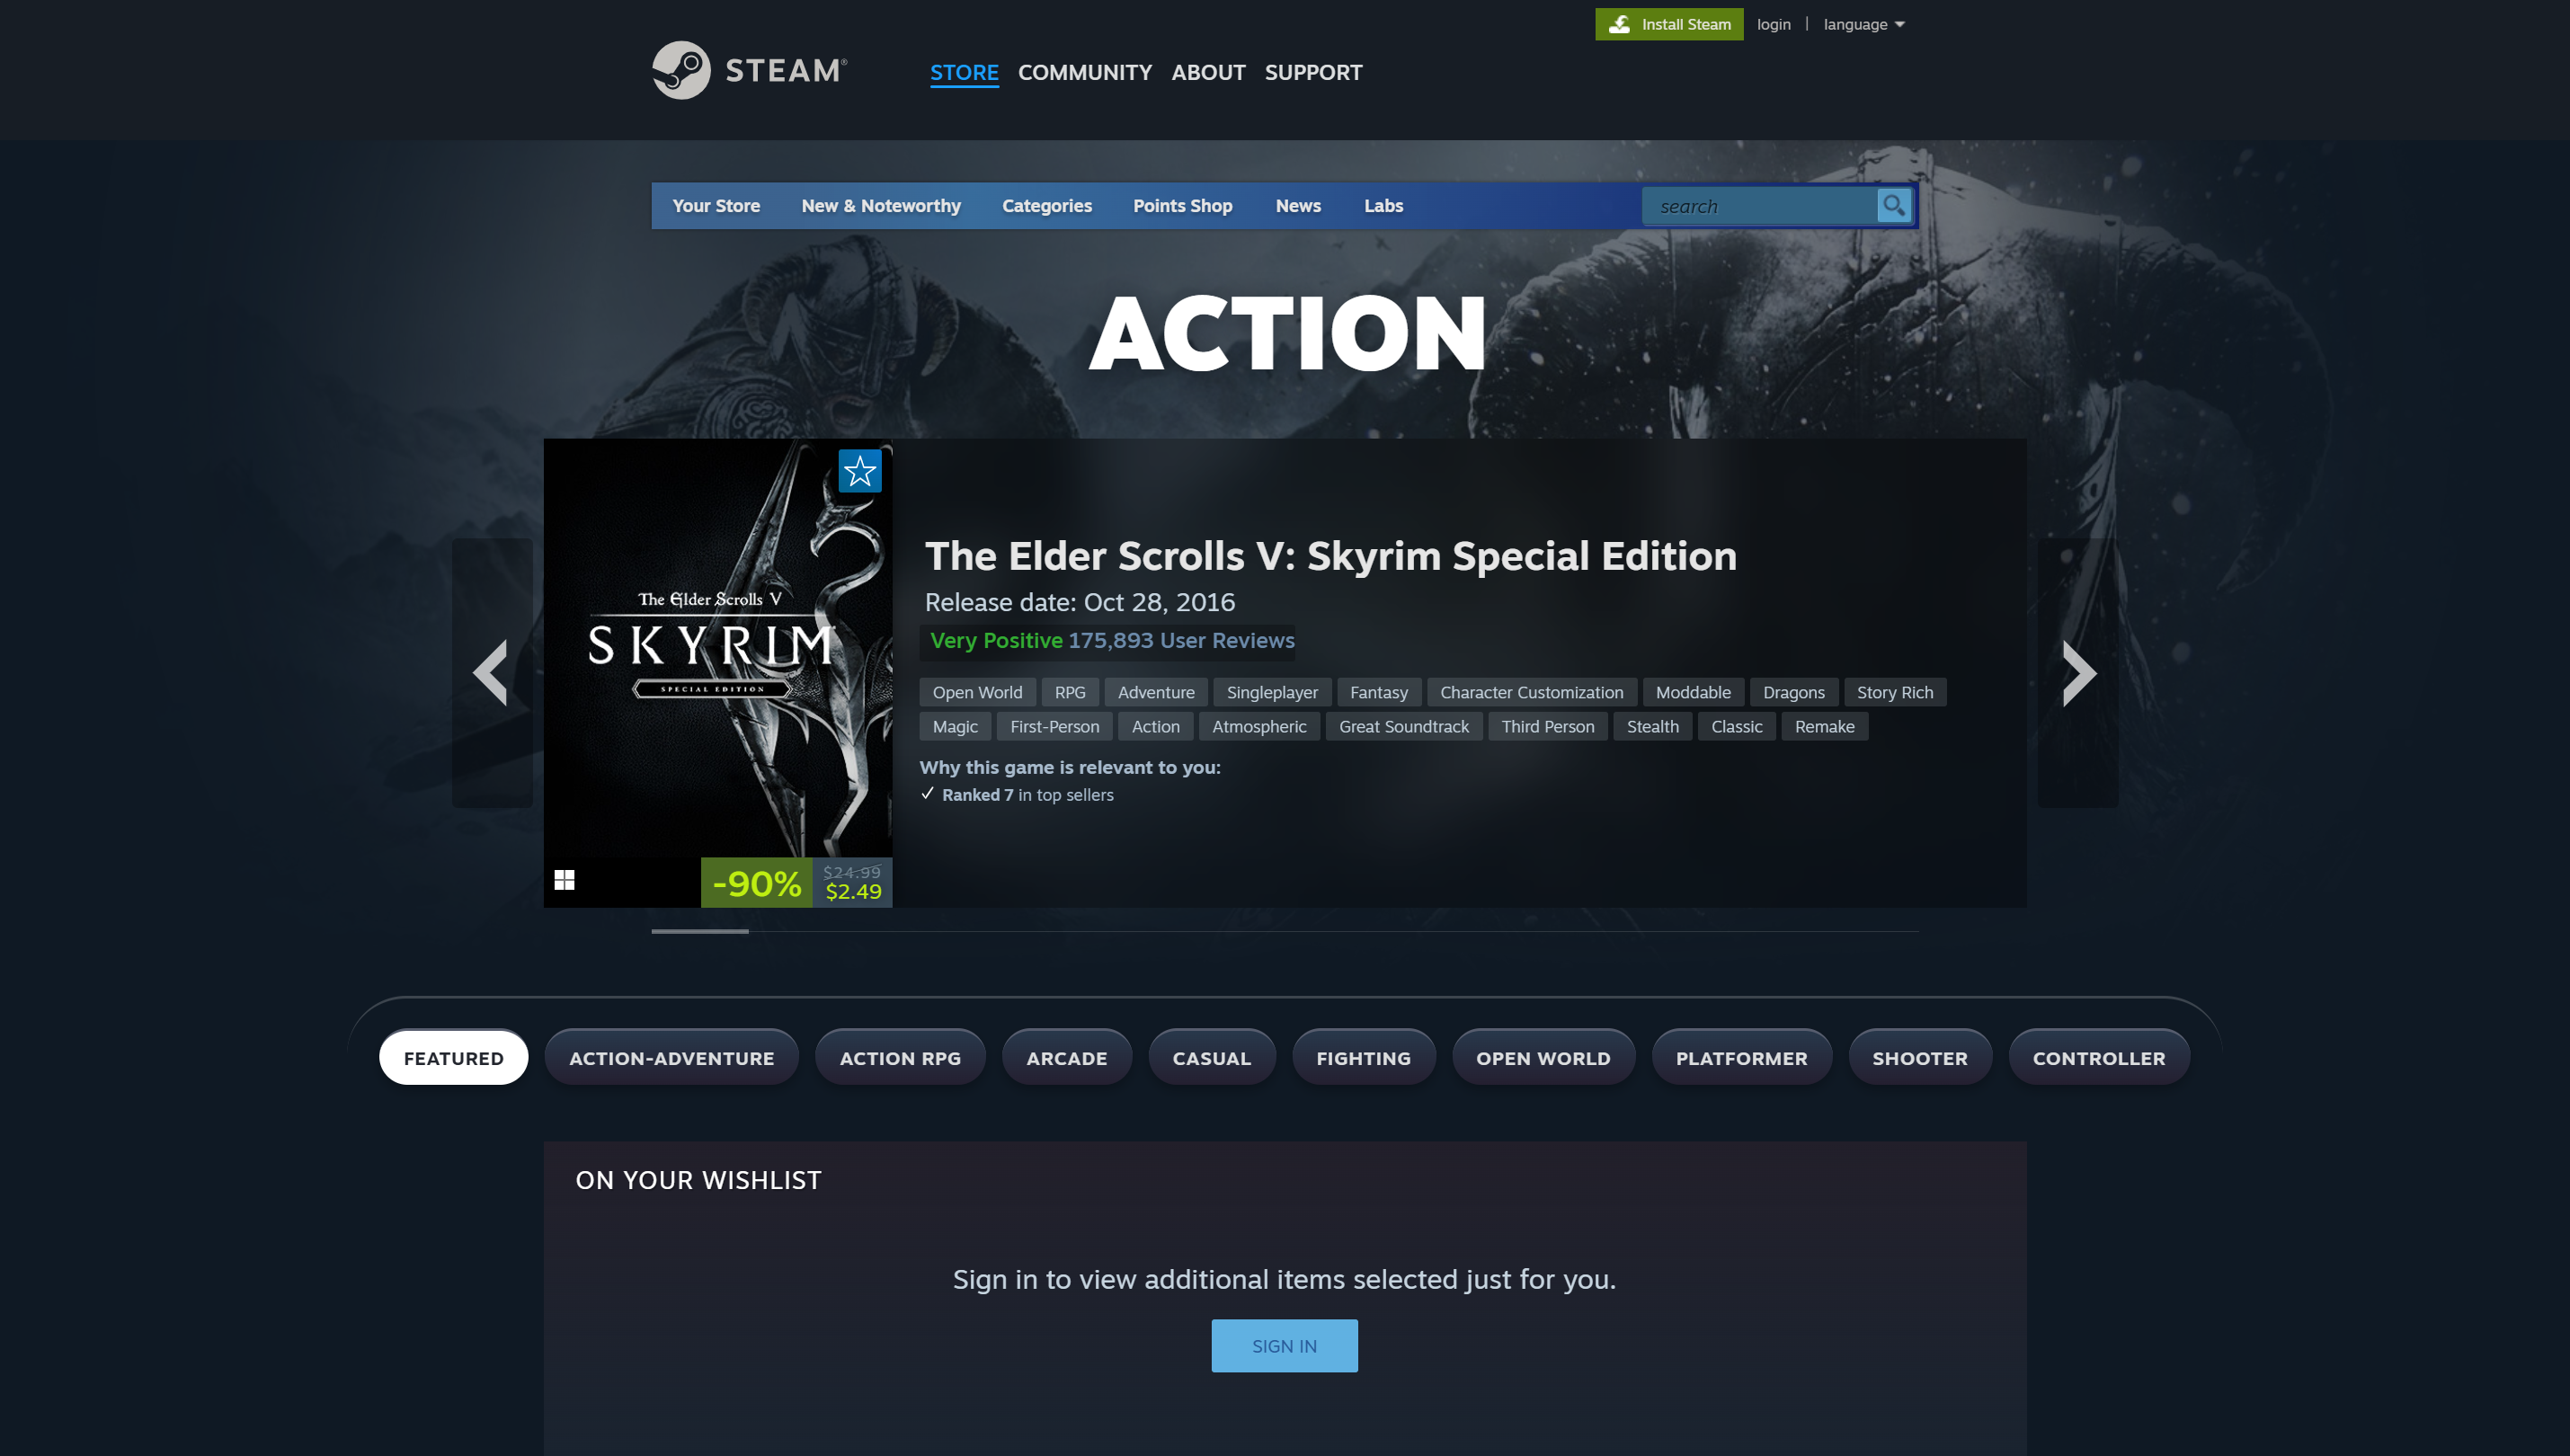 Install Steam login | language
STEAM®
STORE COMMUNITY ABOUT SUPPORT
Your Store New & Noteworthy Categories Points Shop News Labs search
ACTION
The Elder Scrolls V
SKYRIM
SPECIAL EDITION
-90% $24.99 $2.49
The Elder Scrolls V: Skyrim Special Edition
Release date: Oct 28, 2016
Very Positive 175,893 User Reviews
Open World RPG Adventure Singleplayer Fantasy Character Customization Moddable Dragons Story Rich
Magic First-Person Action Atmospheric Great Soundtrack Third Person Stealth Classic Remake
Why this game is relevant to you:
Ranked 7 in top sellers
FEATURED ACTION-ADVENTURE ACTION RPG ARCADE CASUAL FIGHTING OPEN WORLD PLATFORMER SHOOTER CONTROLLER
ON YOUR WISHLIST
Sign in to view additional items selected just for you.
SIGN IN